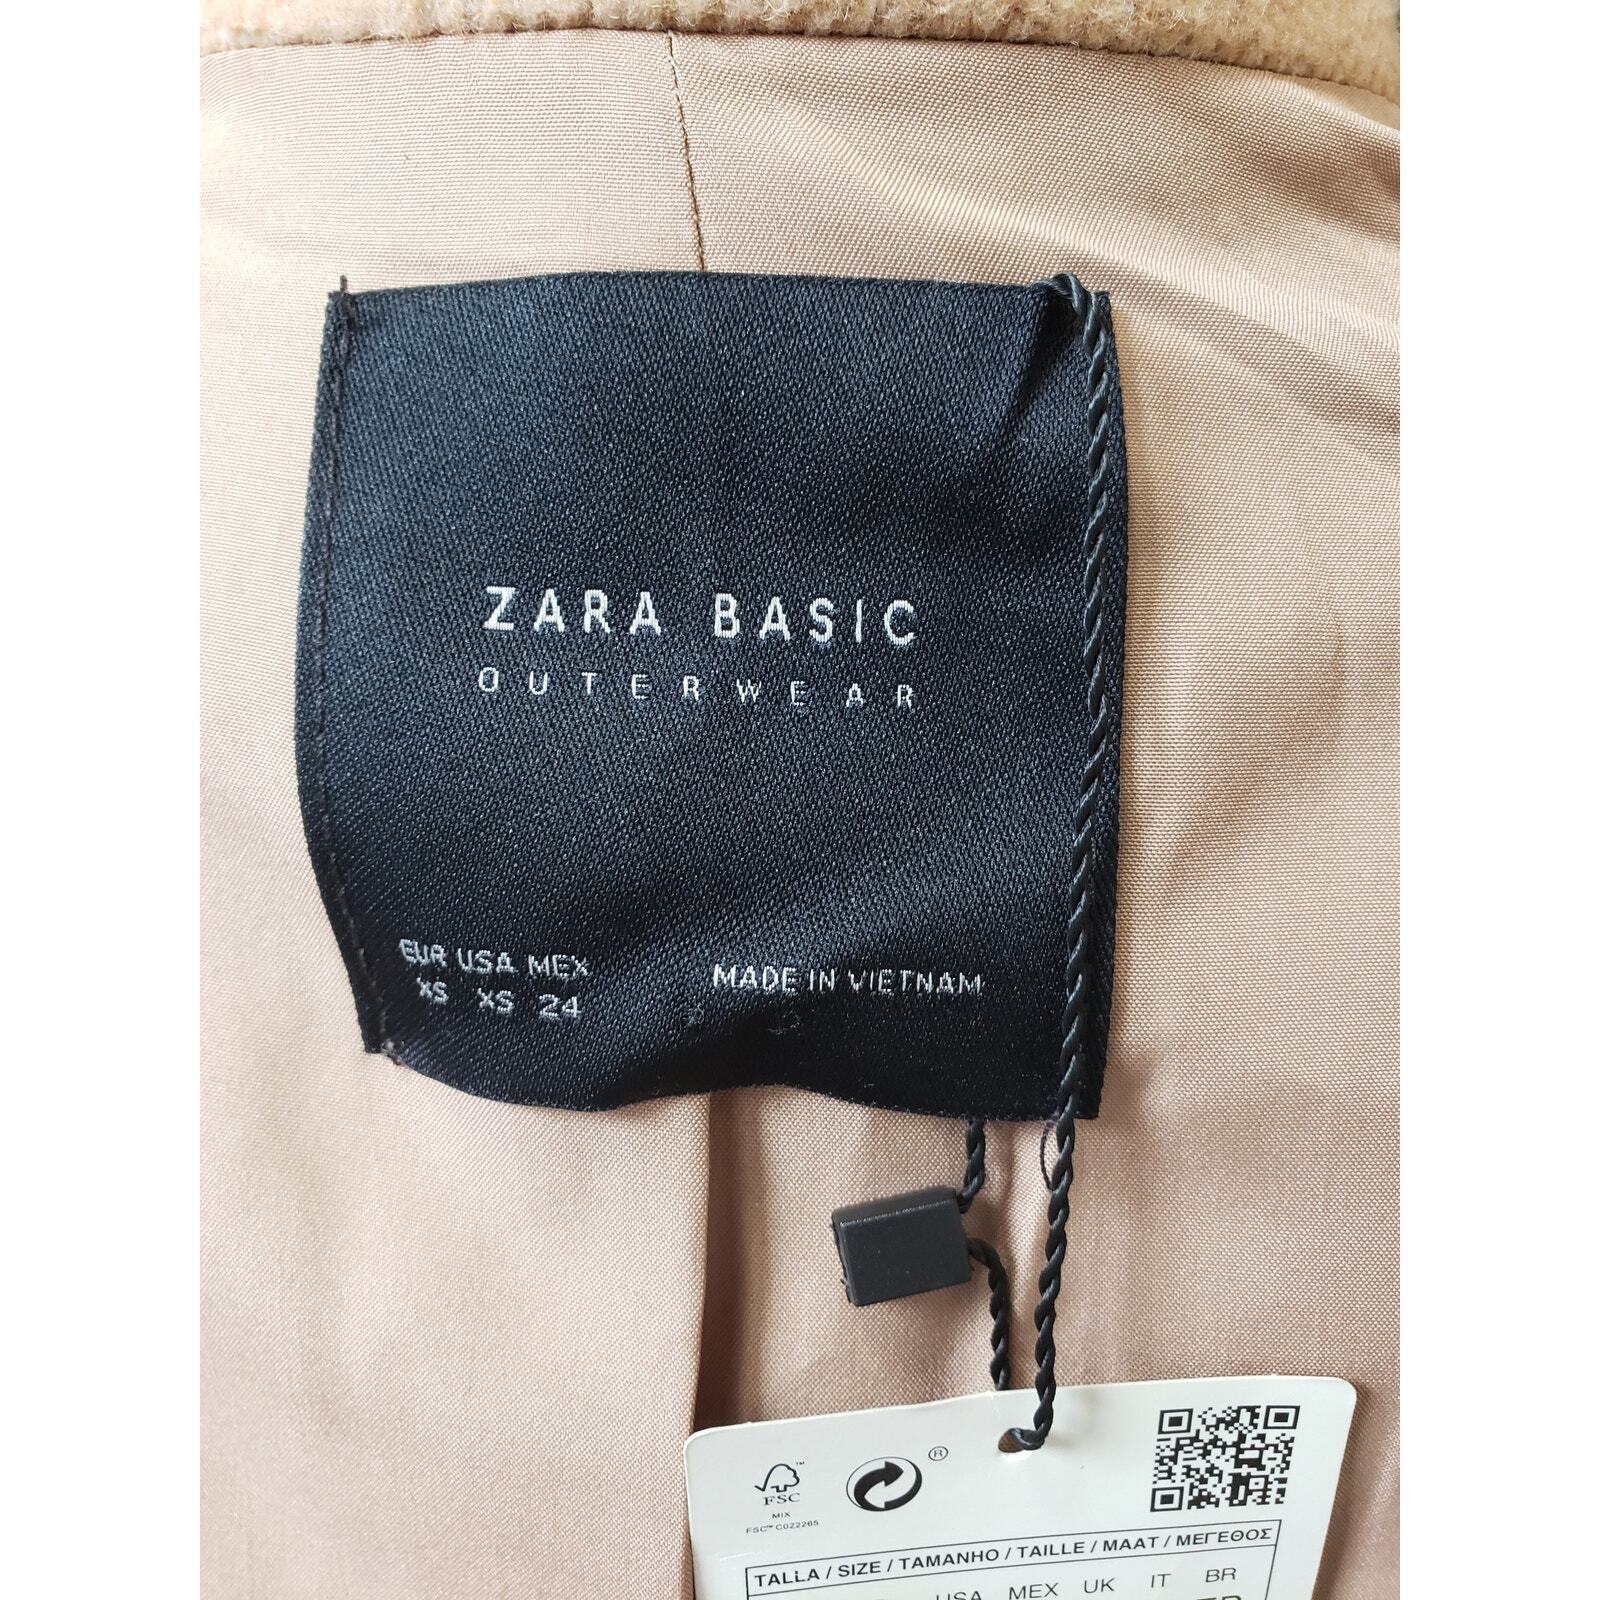 ZARA BASIC
OUTERWEAR
EUR USA MEX
XS XS 24
MADE IN VIETNAM
®
FSC™
MIX
FSC™ C022265
TALLA / SIZE / TAMANHO / TAILLE / MAAT / ΜΕΓΕΘΟΣ
USA MEX UK IT BR